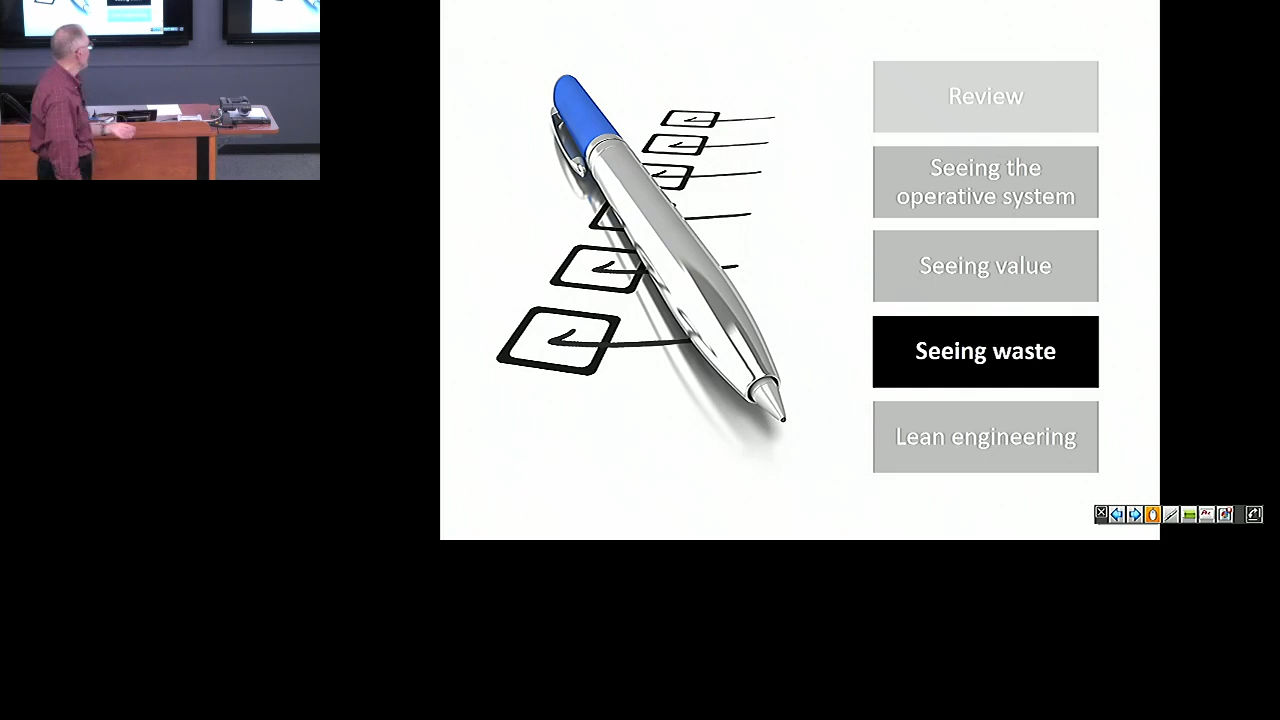 Review
Seeing the
operative system
Seeing value
Seeing waste
Lean engineering